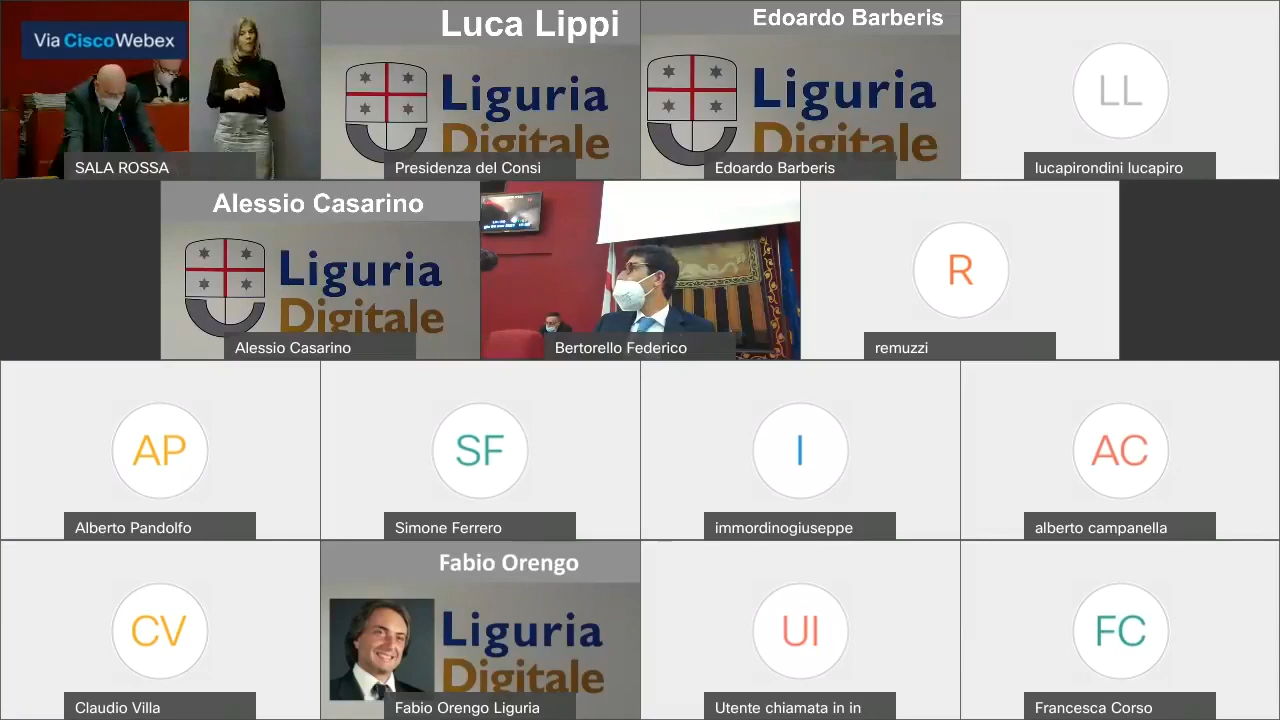 Via Cisco Webex
SALA ROSSA
Luca Lippi
Liguria
Digitale
Presidenza del Consi
Edoardo Barberis
Liguria
Digitale
Edoardo Barberis
LL
lucapirondini lucapiro
Alessio Casarino
Liguria
Digitale
Alessio Casarino
Bertorello Federico
R
remuzzi
AP
Alberto Pandolfo
SF
Simone Ferrero
I
immordinogiuseppe
AC
alberto campanella
CV
Claudio Villa
Fabio Orengo
Liguria
Digitale
Fabio Orengo Liguria
UI
Utente chiamata in in
FC
Francesca Corso